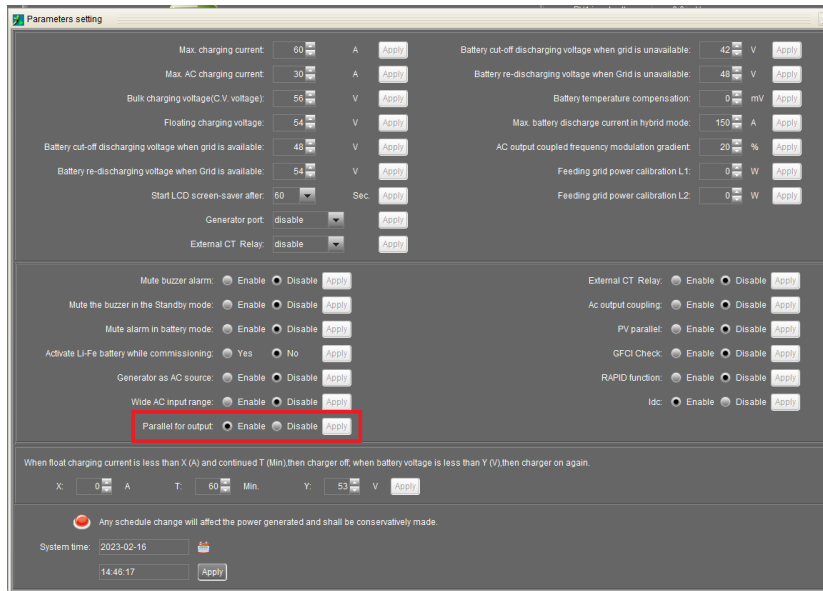 Parameters setting
Max. charging current: 60 A Apply
Max. AC charging current: 30 A Apply
Bulk charging voltage(C.V. voltage): 56 V Apply
Floating charging voltage: 54 V Apply
Battery cut-off discharging voltage when grid is available: 48 V Apply
Battery re-discharging voltage when Grid is available: 54 V Apply
Start LCD screen-saver after: 60 Sec. Apply
Generator port: disable Apply
External CT Relay: disable Apply
Battery cut-off discharging voltage when grid is unavailable: 42 V Apply
Battery re-discharging voltage when Grid is unavailable: 48 V Apply
Battery temperature compensation: 0 mV Apply
Max. battery discharge current in hybrid mode: 150 A Apply
AC output coupled frequency modulation gradient: 20 % Apply
Feeding grid power calibration L1: 0 W Apply
Feeding grid power calibration L2: 0 W Apply
Mute buzzer alarm: Enable Disable Apply
Mute the buzzer in the Standby mode: Enable Disable Apply
Mute alarm in battery mode: Enable Disable Apply
Activate Li-Fe battery while commissioning: Yes No Apply
Generator as AC source: Enable Disable Apply
Wide AC input range: Enable Disable Apply
Parallel for output: Enable Disable Apply
External CT Relay: Enable Disable Apply
Ac output coupling: Enable Disable Apply
PV parallel: Enable Disable Apply
GFCI Check: Enable Disable Apply
RAPID function: Enable Disable Apply
Idc: Enable Disable Apply
When float charging current is less than X (A) and continued T (Min),then charger off, when battery voltage is less than Y (V),then charger on again.
X: 0 A T: 60 Min. Y: 53 V Apply
Any schedule change will affect the power generated and shall be conservatively made.
System time: 2023-02-16
14:46:17 Apply